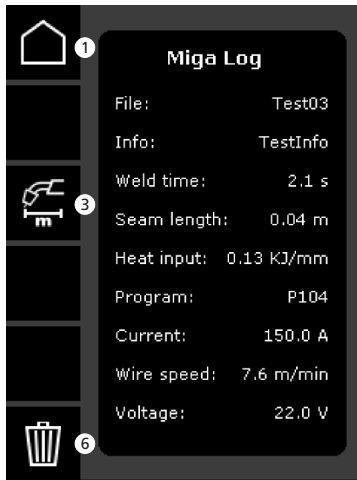 1
Miga Log
File: Test03
Info: TestInfo
Weld time: 2.1 s
3
m
Seam length: 0.04 m
Heat input: 0.13 KJ/mm
Program: P104
Current: 150.0 A
Wire speed: 7.6 m/min
Voltage: 22.0 V
6